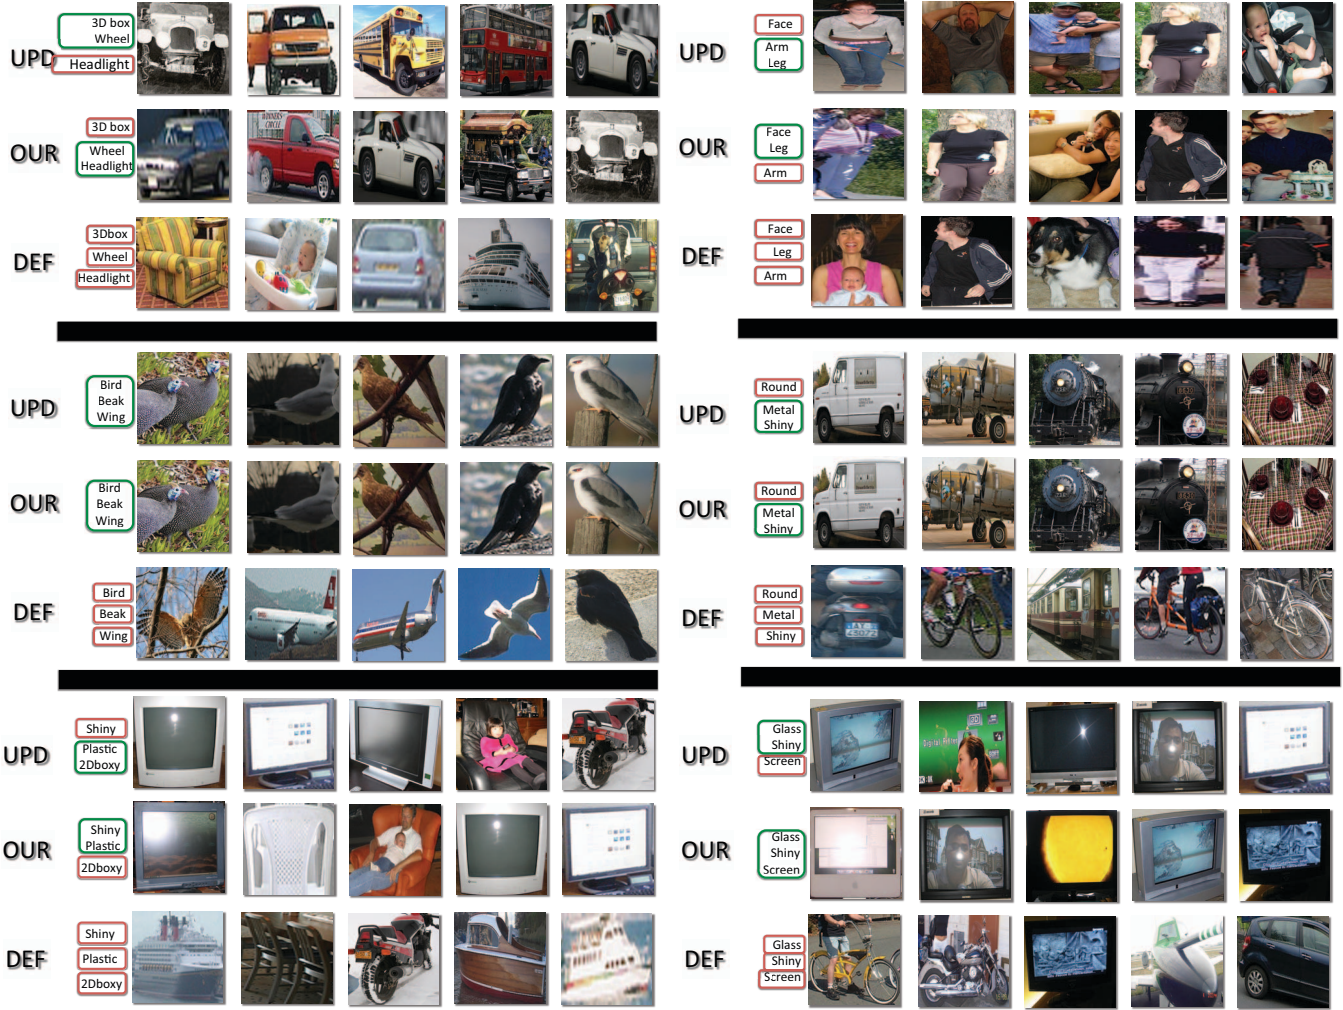 UPD
3D box
Wheel
Headlight
OUR
3D box
Wheel
Headlight
WINNERS
CIRCLE
DEF
3Dbox
Wheel
Headlight
UPD
Face
Arm
Leg
OUR
Face
Leg
Arm
DEF
Face
Leg
Arm
UPD
Bird
Beak
Wing
OUR
Bird
Beak
Wing
DEF
Bird
Beak
Wing
UPD
Round
Metal
Shiny
OUR
Round
Metal
Shiny
DEF
Round
Metal
Shiny
UPD
Shiny
Plastic
2Dboxy
OUR
Shiny
Plastic
2Dboxy
DEF
Shiny
Plastic
2Dboxy
UPD
Glass
Shiny
Screen
OUR
Glass
Shiny
Screen
DEF
Glass
Shiny
Screen